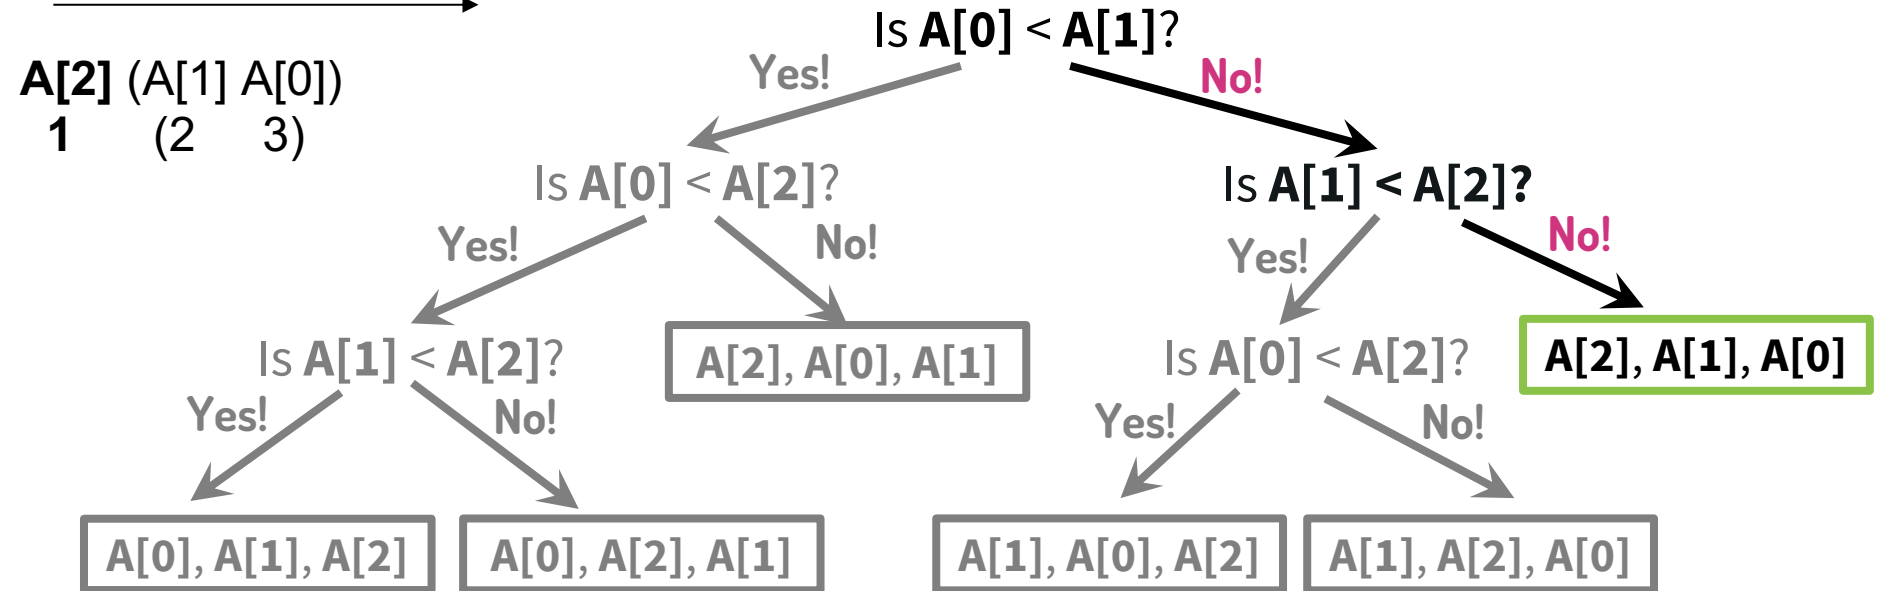 Is A[0] < A[1]?
Yes!
No!
A[2] (A[1] A[0])
1 (2 3)
Is A[0] < A[2]?
Is A[1] < A[2]?
Yes!
No!
Yes!
No!
Is A[1] < A[2]?
A[2], A[0], A[1]
Is A[0] < A[2]?
A[2], A[1], A[0]
Yes!
No!
Yes!
No!
A[0], A[1], A[2]
A[0], A[2], A[1]
A[1], A[0], A[2]
A[1], A[2], A[0]